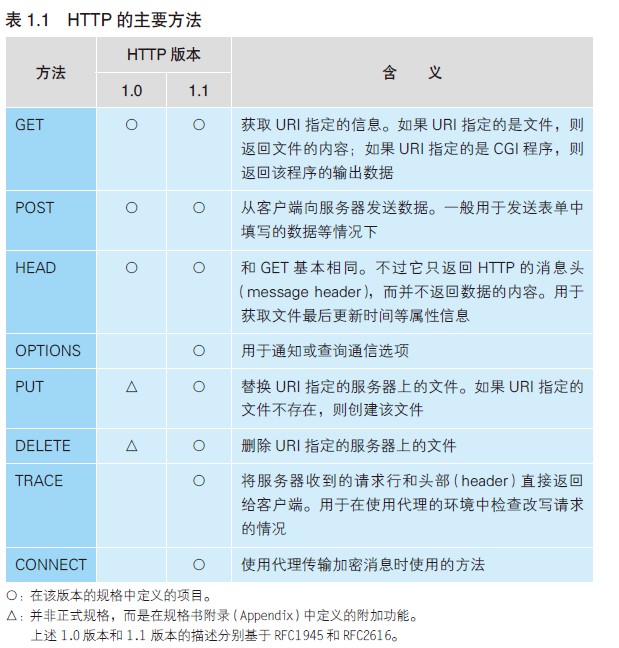 表 1.1 HTTP 的主要方法
方法 HTTP 版本 含 义
1.0 1.1
GET ○ ○ 获取 URI 指定的信息。如果 URI 指定的是文件，则
返回文件的内容；如果 URI 指定的是 CGI 程序，则
返回该程序的输出数据
POST ○ ○ 从客户端向服务器发送数据。一般用于发送表单中
填写的数据等情况下
HEAD ○ ○ 和 GET 基本相同。不过它只返回 HTTP 的消息头
(message header)，而并不返回数据的内容。用于
获取文件最后更新时间等属性信息
OPTIONS ○ 用于通知或查询通信选项
PUT △ ○ 替换 URI 指定的服务器上的文件。如果 URI 指定的
文件不存在，则创建该文件
DELETE △ ○ 删除 URI 指定的服务器上的文件
TRACE ○ 将服务器收到的请求行和头部(header)直接返回
给客户端。用于在使用代理的环境中检查改写请求
的情况
CONNECT ○ 使用代理传输加密消息时使用的方法
○：在该版本的规格中定义的项目。
△：并非正式规格，而是在规格书附录(Appendix)中定义的附加功能。
上述 1.0 版本和 1.1 版本的描述分别基于 RFC1945 和 RFC2616。